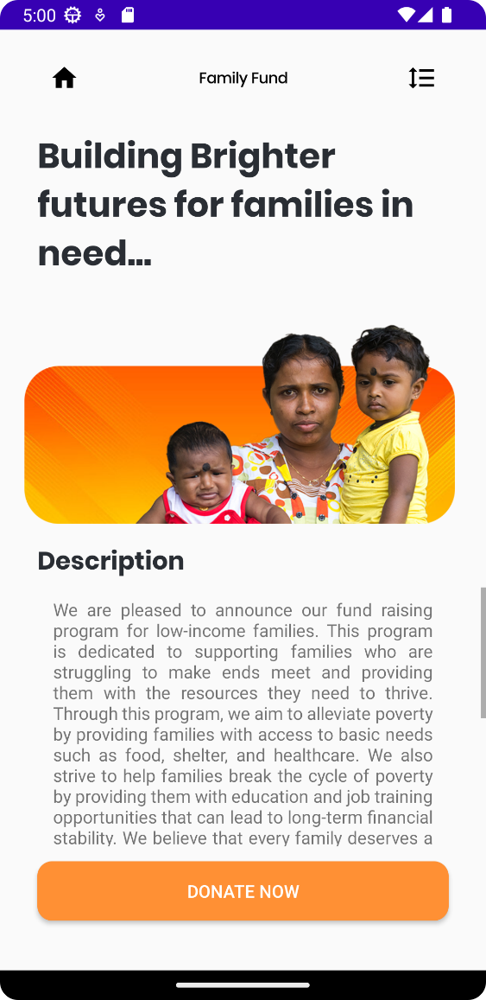 5:00
Family Fund
Building Brighter
futures for families in
need...
Description
We are pleased to announce our fund raising
program for low-income families. This program
is dedicated to supporting families who are
struggling to make ends meet and providing
them with the resources they need to thrive.
Through this program, we aim to alleviate poverty
by providing families with access to basic needs
such as food, shelter, and healthcare. We also
strive to help families break the cycle of poverty
by providing them with education and job training
opportunities that can lead to long-term financial
stability. We believe that every family deserves a
DONATE NOW